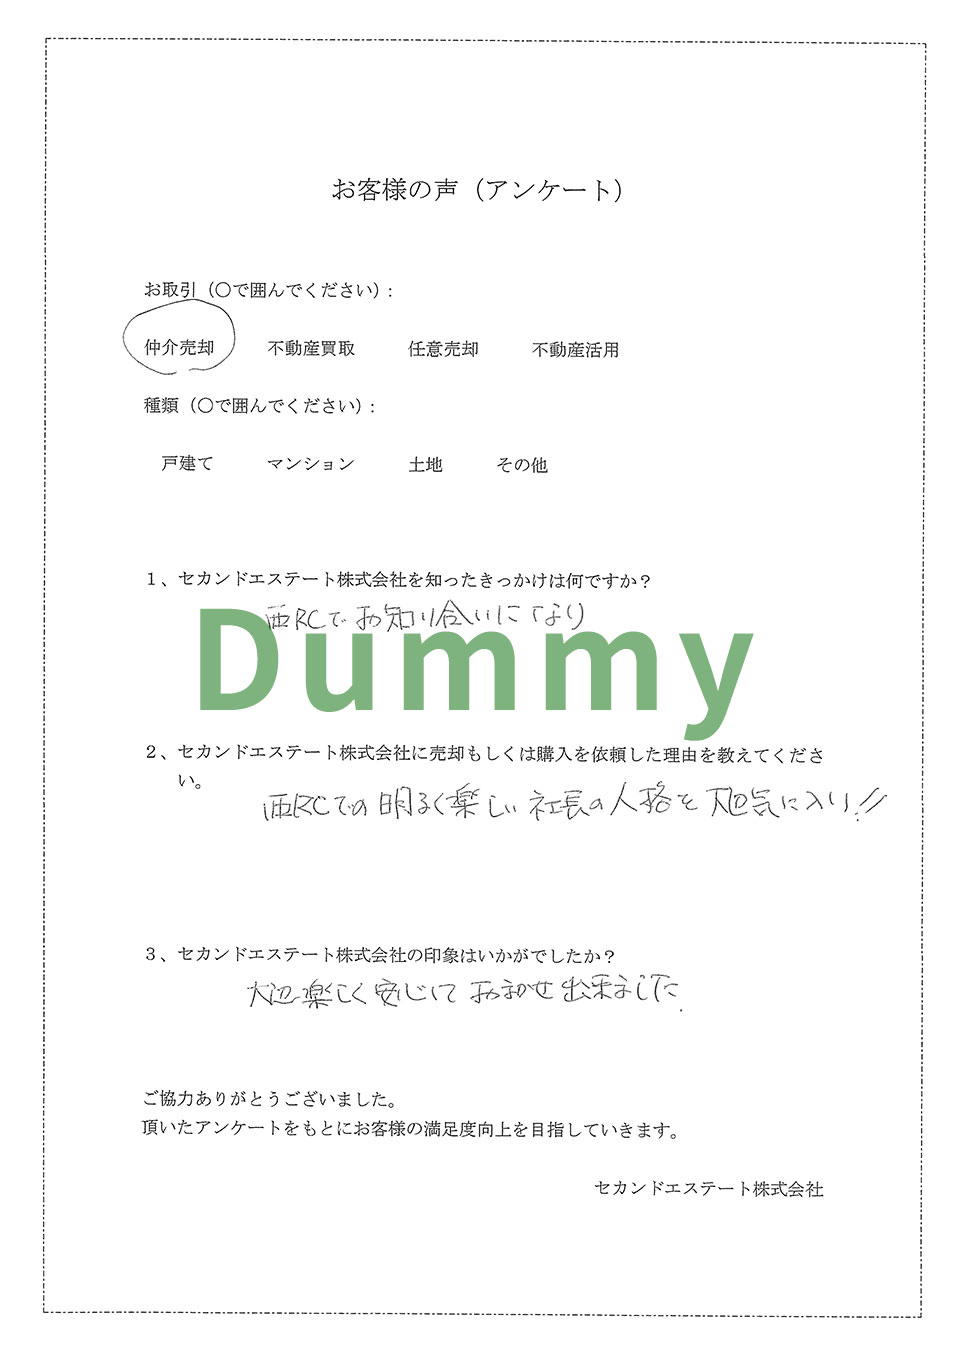 お客様の声（アンケート）
お取引（〇で囲んでください）:
仲介売却 不動産買取 任意売却 不動産活用
種類（〇で囲んでください）:
戸建て マンション 土地 その他
1、セカンドエステート株式会社を知ったきっかけは何ですか？
西RCでお知り合いになり
Dummy
2、セカンドエステート株式会社に売却もしくは購入を依頼した理由を教えてくださ
い。
西RCでの明るく楽しい社長の人格を 気に入り!!
3、セカンドエステート株式会社の印象はいかがでしたか？
大辺楽しく安心しておまかせ出来ました.
ご協力ありがとうございました。
頂いたアンケートをもとにお客様の満足度向上を目指していきます。
セカンドエステート株式会社